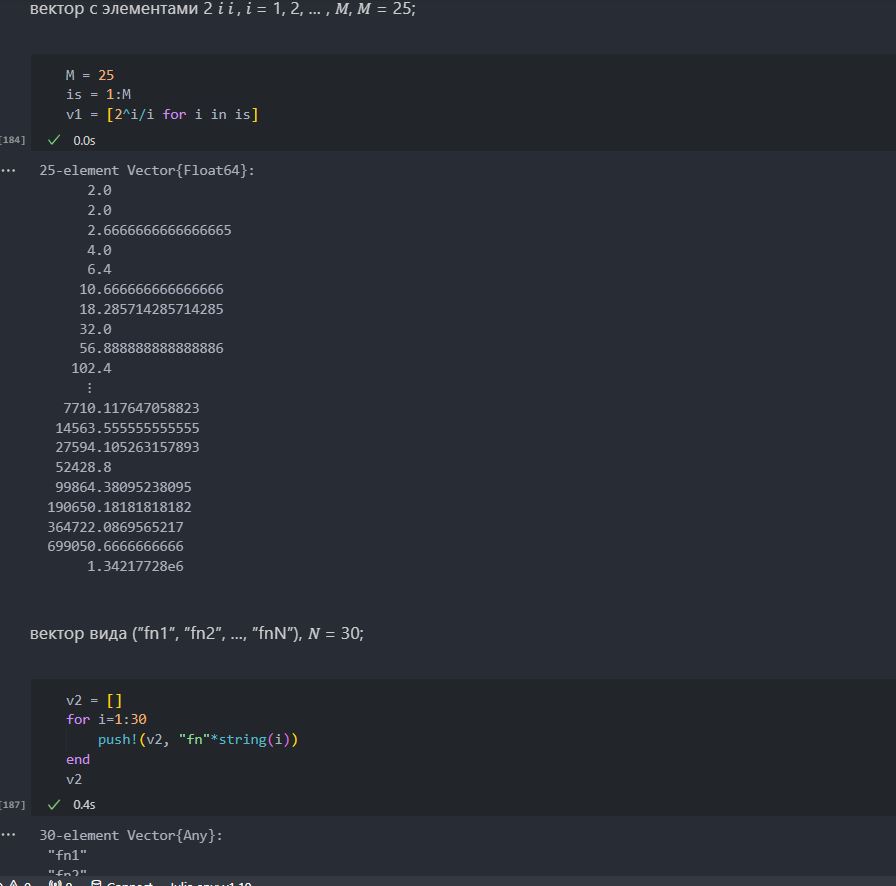 вектор с элементами 2 𝑖 𝑖 , 𝑖 = 1, 2, … , 𝑀, 𝑀 = 25;
M = 25
is = 1:M
v1 = [2^i/i for i in is]
[184]
✓ 0.0s
... 25-element Vector{Float64}:
2.0
2.0
2.6666666666666665
4.0
6.4
10.666666666666666
18.285714285714285
32.0
56.888888888888886
102.4
⋮
7710.117647058823
14563.555555555555
27594.105263157893
52428.8
99864.38095238095
190650.18181818182
364722.0869565217
699050.6666666666
1.34217728e6
вектор вида ("fn1", "fn2", ..., "fnN"), 𝑁 = 30;
v2 = []
for i=1:30
push!(v2, "fn"*string(i))
end
v2
[187]
✓ 0.4s
... 30-element Vector{Any}:
"fn1"
"fn2"